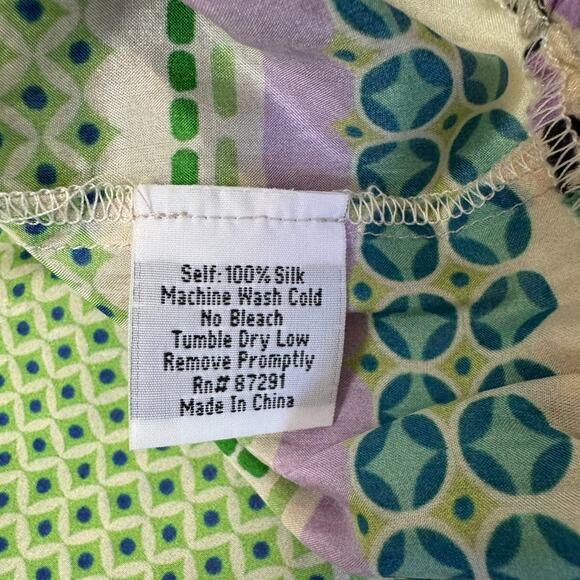 Self: 100% Silk
Machine Wash Cold
No Bleach
Tumble Dry Low
Remove Promptly
Rn# 87291
Made In China